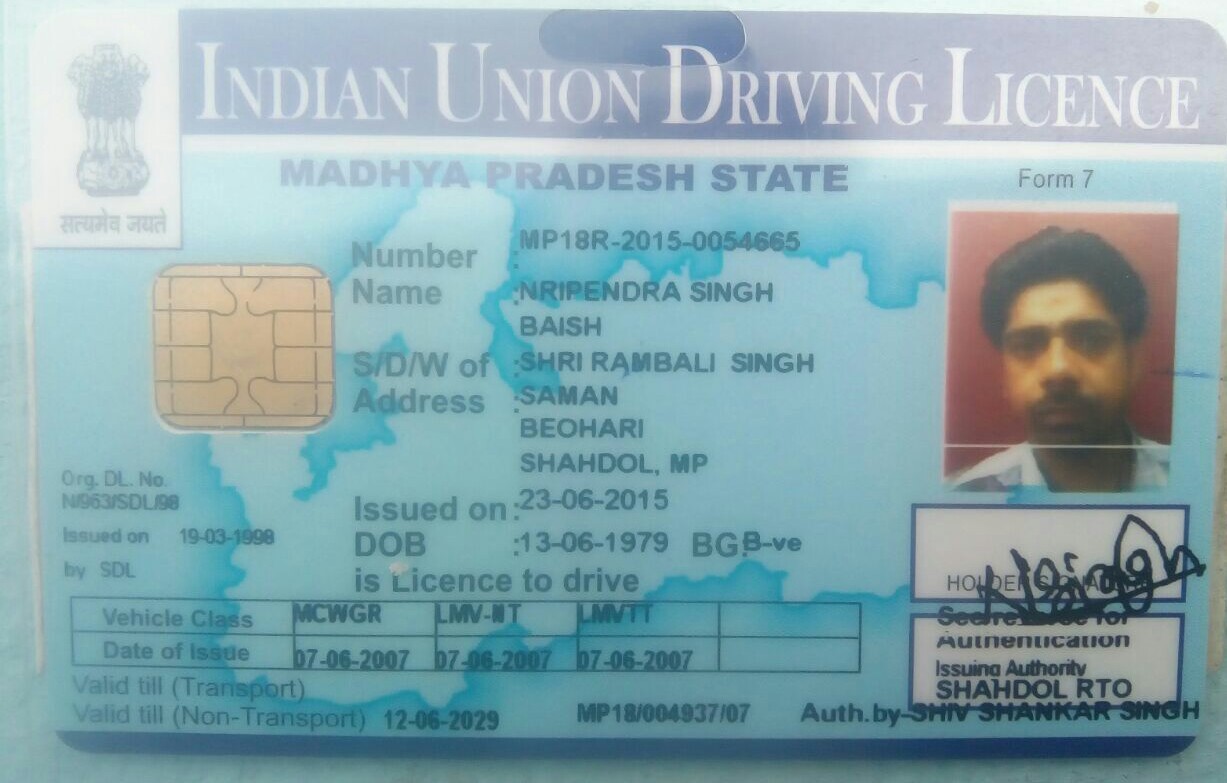 INDIAN UNION DRIVING LICENCE
सत्यमेव जयते
MADHYA PRADESH STATE
Form 7
Number : MP18R-2015-0054665
Name : NRIPENDRA SINGH
BAISH
S/D/W of : SHRI RAMBALI SINGH
Address : SAMAN
BEOHARI
SHAHDOL, MP
Org. DL. No.
N/963/SDL/98
Issued on 19-03-1998
by SDL
Issued on : 23-06-2015
DOB : 13-06-1979 BG: B-ve
is Licence to drive
HOLDER
Vehicle Class MCWGR LMV-NT LMVTT
Date of Issue 07-06-2007 07-06-2007 07-06-2007
Valid till (Transport)
Valid till (Non-Transport) 12-06-2029 MP18/004937/07
for
Authentication
Issuing Authority
SHAHDOL RTO
Auth.by SHIV SHANKAR SINGH